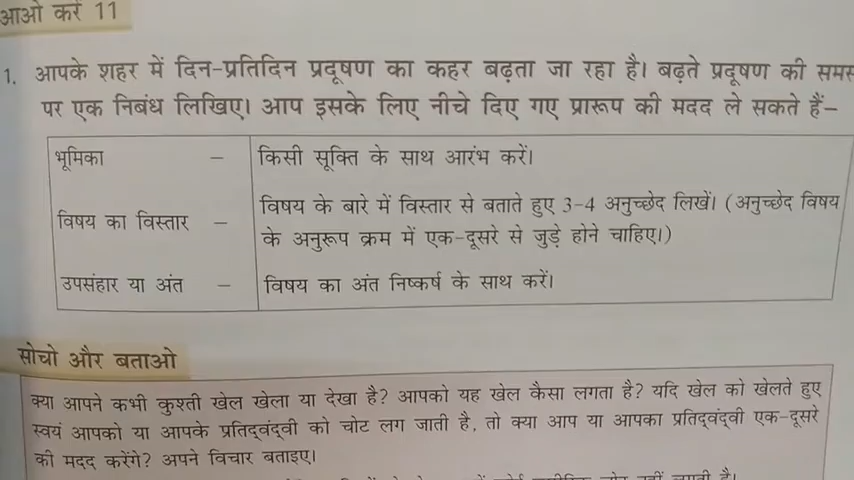 आओ करें 11
1. आपके शहर में दिन-प्रतिदिन प्रदूषण का कहर बढ़ता जा रहा है। बढ़ते प्रदूषण की समस
पर एक निबंध लिखिए। आप इसके लिए नीचे दिए गए प्रारूप की मदद ले सकते हैं–
भूमिका – किसी सूक्ति के साथ आरंभ करें।
विषय का विस्तार – विषय के बारे में विस्तार से बताते हुए 3-4 अनुच्छेद लिखें। (अनुच्छेद विषय
के अनुरूप क्रम में एक-दूसरे से जुड़े होने चाहिए।)
उपसंहार या अंत – विषय का अंत निष्कर्ष के साथ करें।
सोचो और बताओ
क्या आपने कभी कुश्ती खेल खेला या देखा है? आपको यह खेल कैसा लगता है? यदि खेल को खेलते हुए
स्वयं आपको या आपके प्रतिद्वंद्वी को चोट लग जाती है, तो क्या आप या आपका प्रतिद्वंद्वी एक-दूसरे
की मदद करेंगे? अपने विचार बताइए।